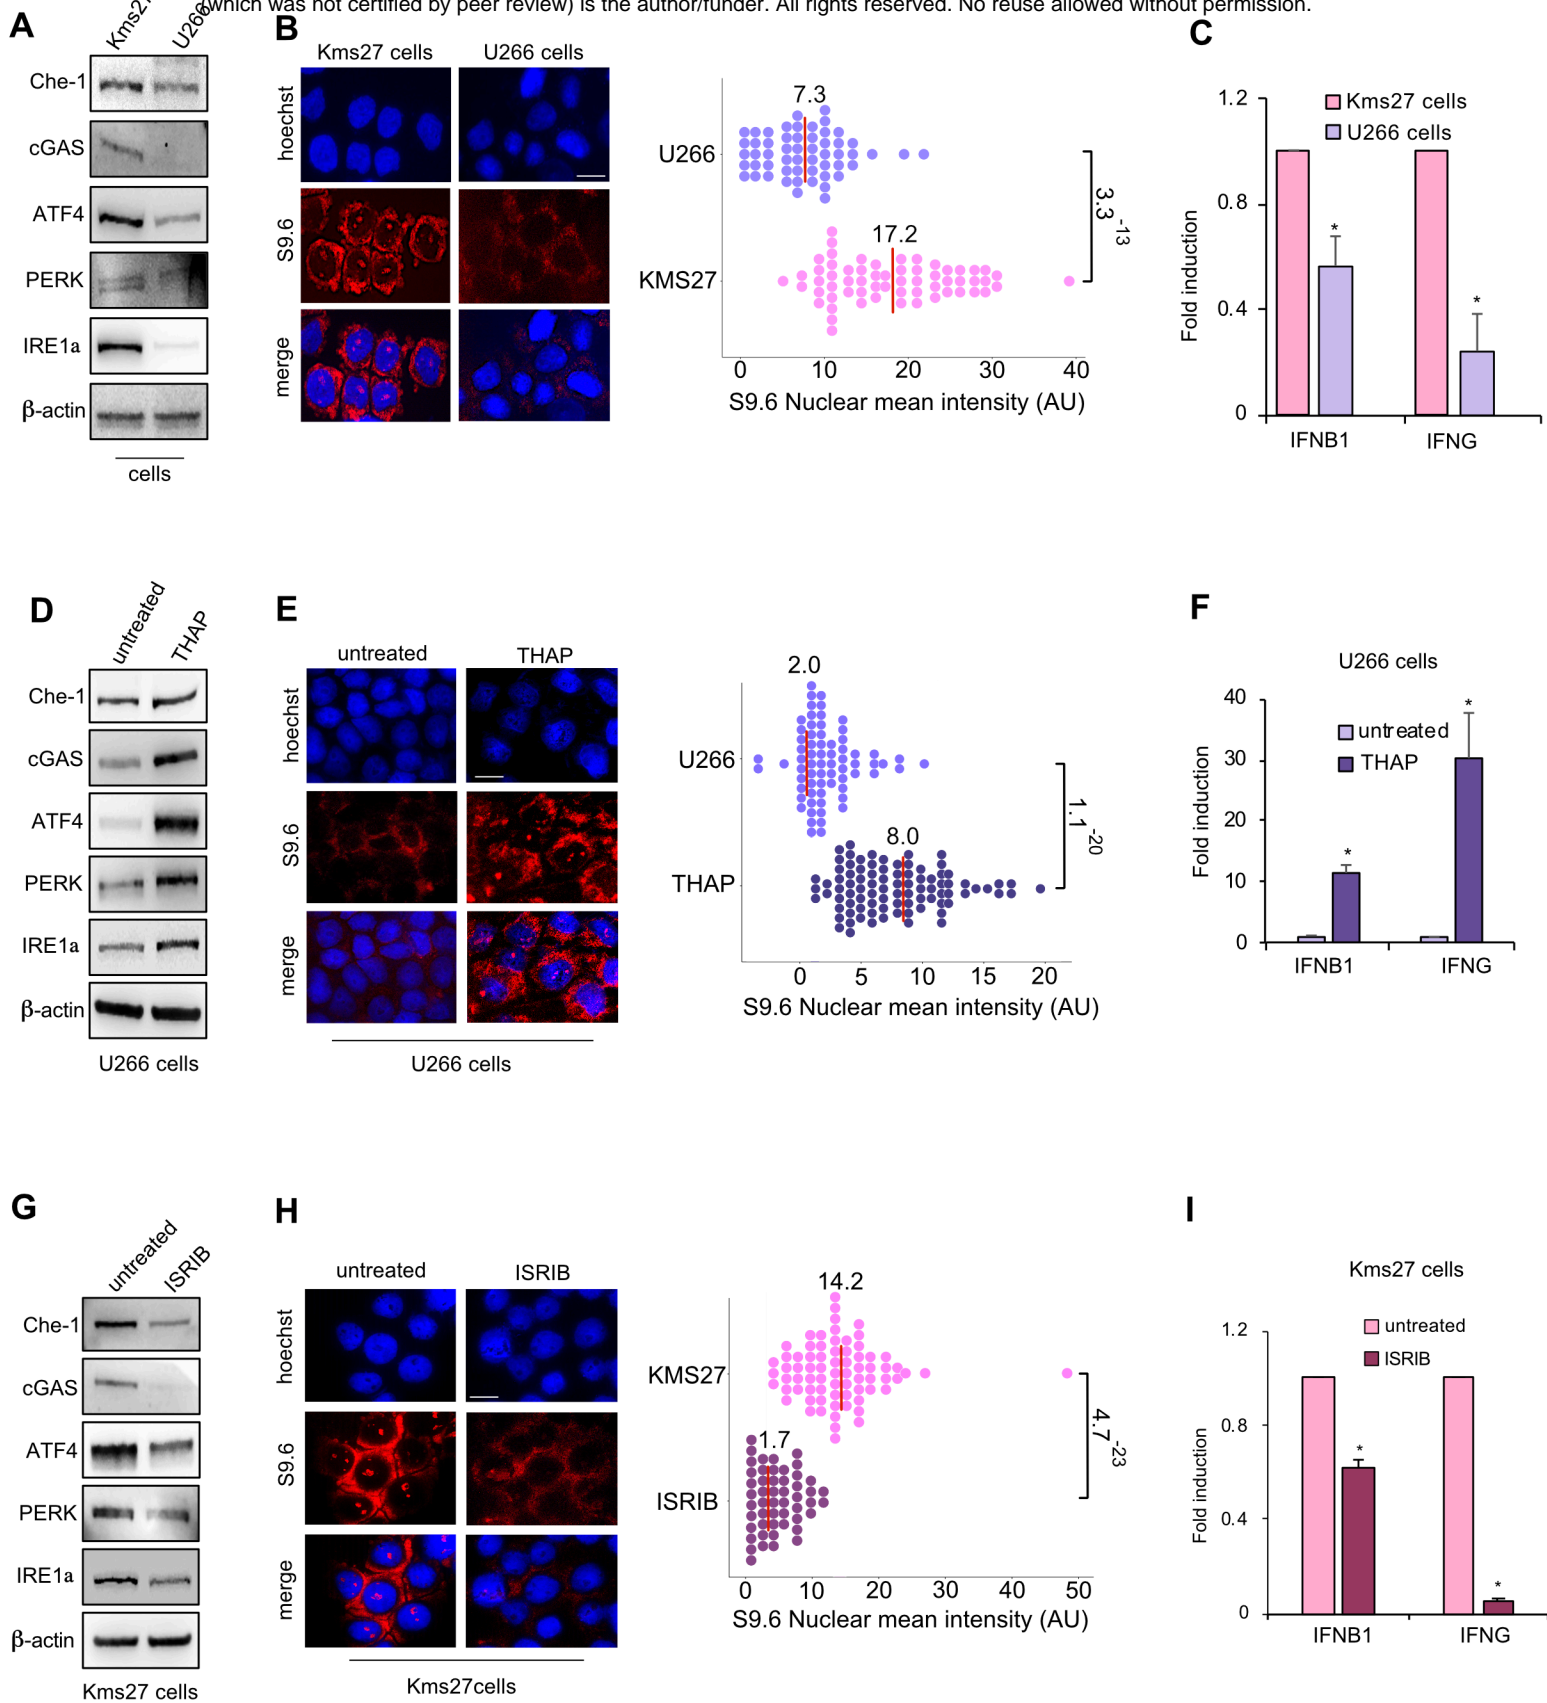 (which was not certified by peer review) is the author/funder. All rights reserved. No reuse allowed without permission.
A
Kms27
U266
Che-1
cGAS
ATF4
PERK
IRE1a
β-actin
cells
B
Kms27 cells
U266 cells
hoechst
S9.6
merge
7.3
U266
17.2
KMS27
3.3-13
0 10 20 30 40
S9.6 Nuclear mean intensity (AU)
C
Kms27 cells
U266 cells
Fold induction
1.2
0.8
0.4
0
*
*
IFNB1
IFNG
D
untreated
THAP
Che-1
cGAS
ATF4
PERK
IRE1a
β-actin
U266 cells
E
untreated
THAP
hoechst
S9.6
merge
U266 cells
2.0
U266
8.0
THAP
1.1-20
0 5 10 15 20
S9.6 Nuclear mean intensity (AU)
F
U266 cells
untreated
THAP
Fold induction
40
30
20
10
0
*
*
IFNB1
IFNG
G
untreated
ISRIB
Che-1
cGAS
ATF4
PERK
IRE1a
β-actin
Kms27 cells
H
untreated
ISRIB
hoechst
S9.6
merge
Kms27cells
14.2
KMS27
1.7
ISRIB
4.7-23
0 10 20 30 40 50
S9.6 Nuclear mean intensity (AU)
I
Kms27 cells
untreated
ISRIB
Fold induction
1.2
0.8
0.4
0
*
*
IFNB1
IFNG